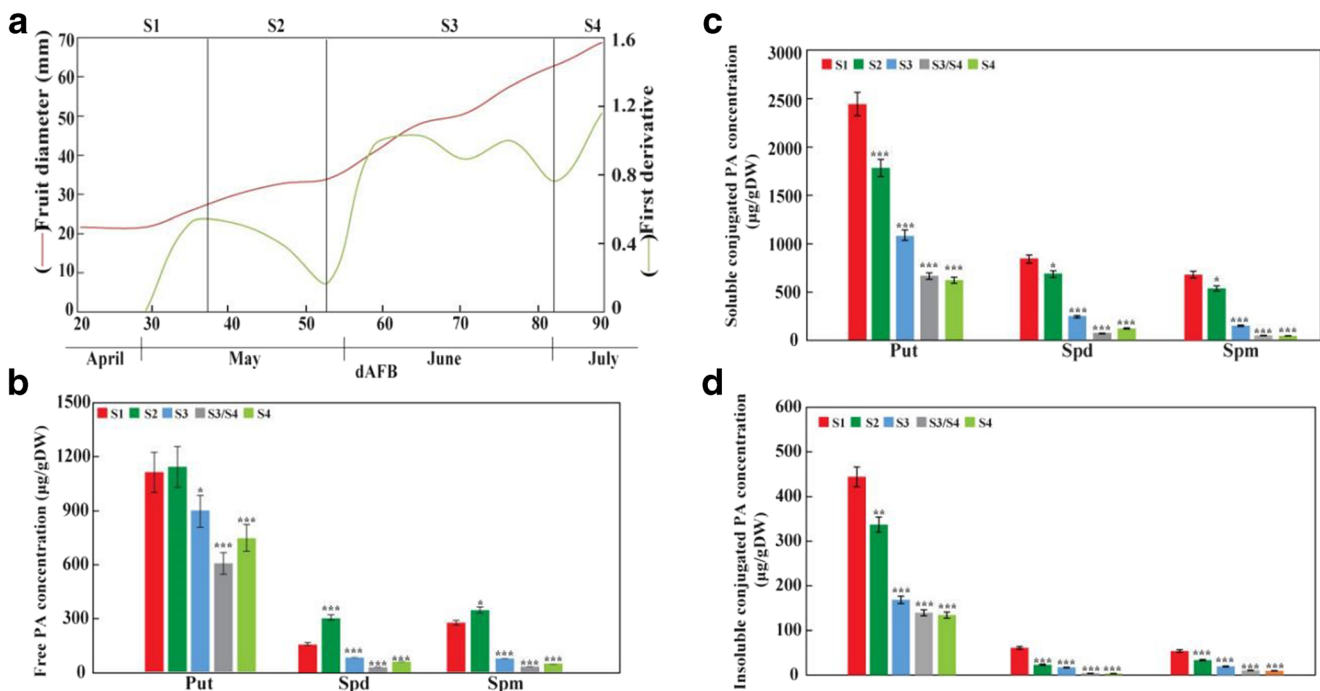 a
S1 S2 S3 S4
(—)Fruit diameter (mm)
70
60
50
40
30
20
10
0
1.6
1.2
0.8
0.4
0
(—)First derivative
20 30 40 50 60 70 80 90
April May June July
dAFB
b
Free PA concentration (µg/gDW)
1500
1200
900
600
300
0
S1 S2 S3 S3/S4 S4
* *** ***
*** *** *** ***
* *** *** ***
Put Spd Spm
c
Soluble conjugated PA concentration
(µg/gDW)
3000
2500
2000
1500
1000
500
0
S1 S2 S3 S3/S4 S4
*** *** *** ***
* *** *** ***
* *** *** ***
Put Spd Spm
d
Insoluble conjugated PA concentration
(µg/gDW)
600
500
400
300
200
100
0
S1 S2 S3 S3/S4 S4
** *** *** ***
*** *** *** ***
*** *** *** ***